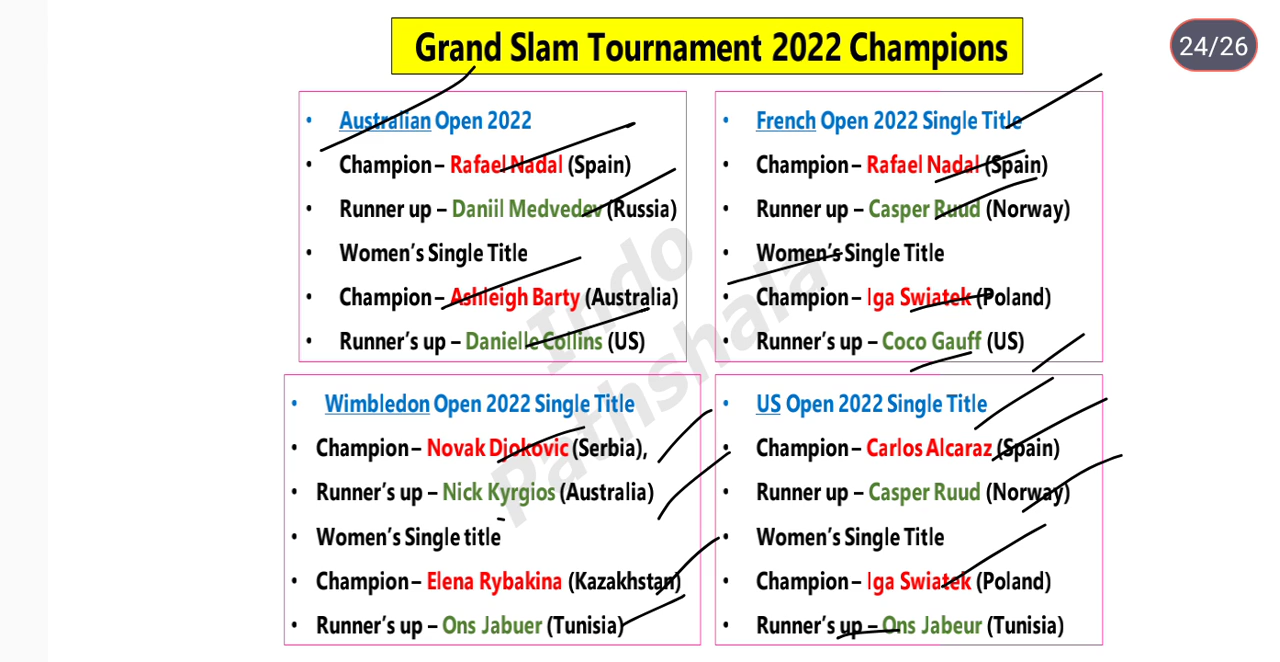 Grand Slam Tournament 2022 Champions
24/26
• Australian Open 2022
• Champion – Rafael Nadal (Spain)
• Runner up – Daniil Medvedev (Russia)
• Women's Single Title
• Champion – Ashleigh Barty (Australia)
• Runner's up – Danielle Collins (US)
• French Open 2022 Single Title
• Champion – Rafael Nadal (Spain)
• Runner up – Casper Ruud (Norway)
• Women's Single Title
• Champion – Iga Swiatek (Poland)
• Runner's up – Coco Gauff (US)
• Wimbledon Open 2022 Single Title
• Champion – Novak Djokovic (Serbia),
• Runner's up – Nick Kyrgios (Australia)
• Women's Single title
• Champion – Elena Rybakina (Kazakhstan)
• Runner's up – Ons Jabuer (Tunisia)
• US Open 2022 Single Title
• Champion – Carlos Alcaraz (Spain)
• Runner up – Casper Ruud (Norway)
• Women's Single Title
• Champion – Iga Swiatek (Poland)
• Runner's up – Ons Jabeur (Tunisia)
Indo
Pathshala